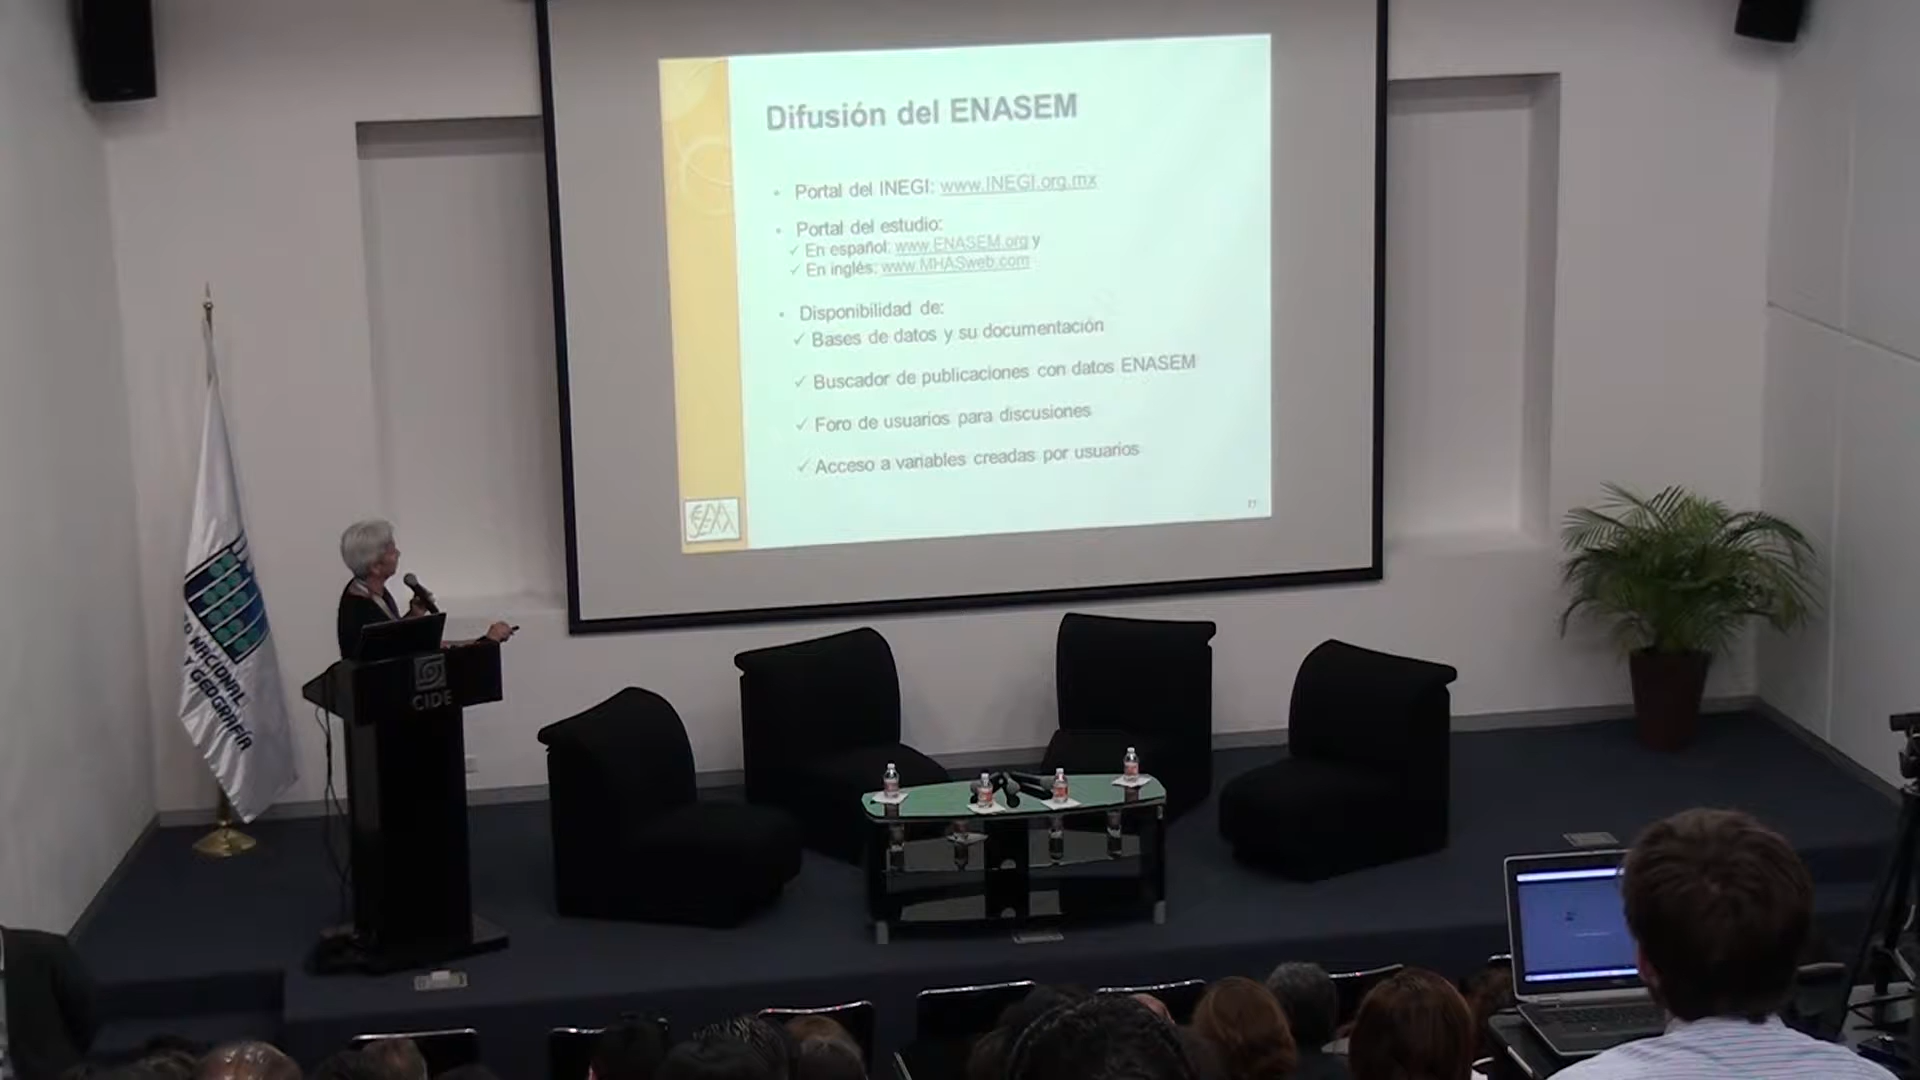 Difusión del ENASEM
• Portal del INEGI: www.INEGI.org.mx
• Portal del estudio:
✓ En español: www.ENASEM.org y
✓ En inglés: www.MHASweb.com
• Disponibilidad de:
✓ Bases de datos y su documentación
✓ Buscador de publicaciones con datos ENASEM
✓ Foro de usuarios para discusiones
✓ Acceso a variables creadas por usuarios
NACIONAL
Y GEOGRAFÍA
CIDE